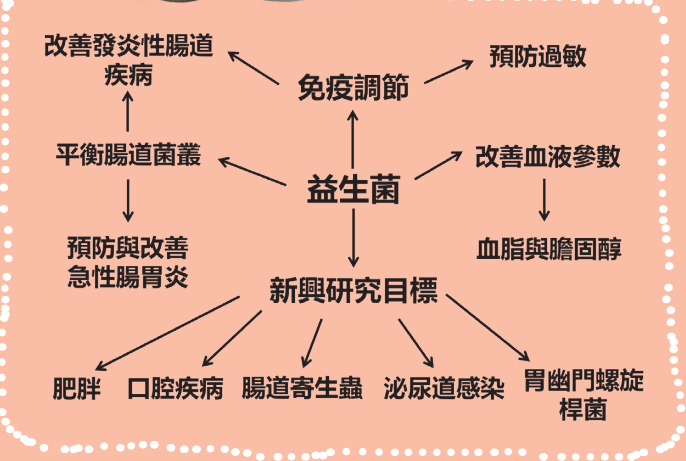 改善發炎性腸道
疾病
免疫調節
預防過敏
平衡腸道菌叢
益生菌
改善血液參數
預防與改善
急性腸胃炎
血脂與膽固醇
新興研究目標
肥胖
口腔疾病
腸道寄生蟲
泌尿道感染
胃幽門螺旋
桿菌